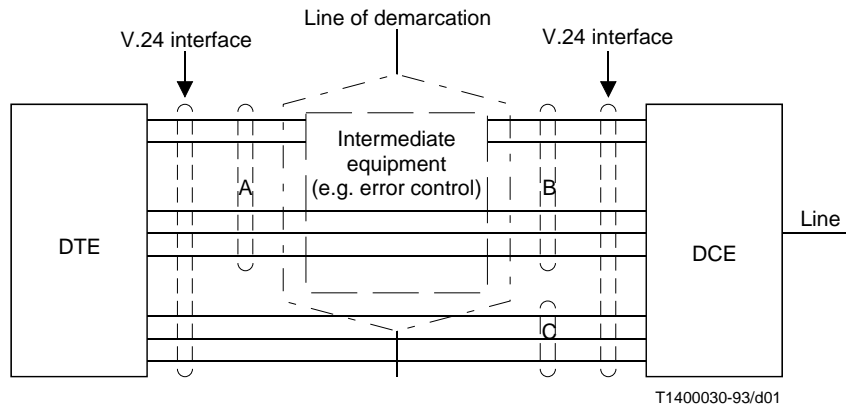 Line of demarcation
V.24 interface
V.24 interface
Intermediate
equipment
(e.g. error control)
A
B
Line
DTE
DCE
C
T1400030-93/d01